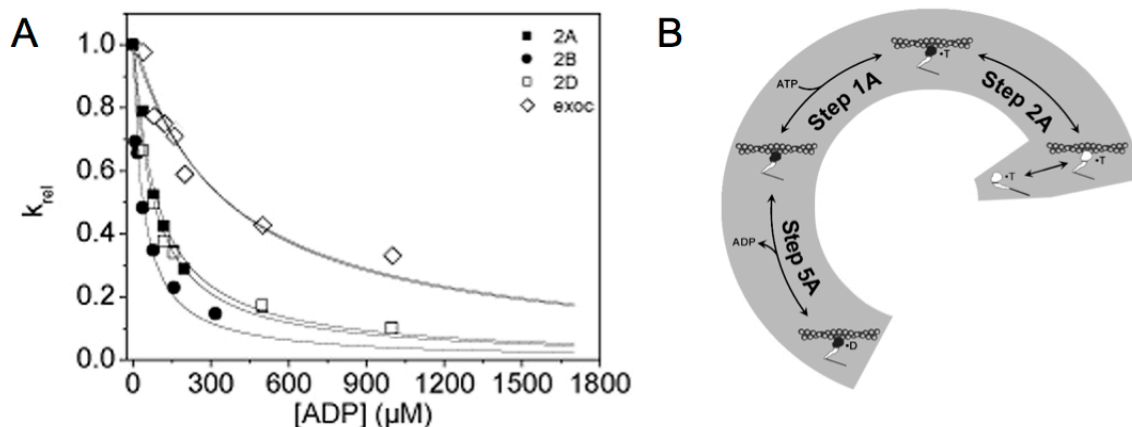 A
k_rel
1.0
0.8
0.6
0.4
0.2
0.0
0 300 600 900 1200 1500 1800
[ADP] (µM)
2A
2B
2D
exoc
B
•T
ATP
Step 1A
Step 2A
•T
•T
ADP
Step 5A
•D